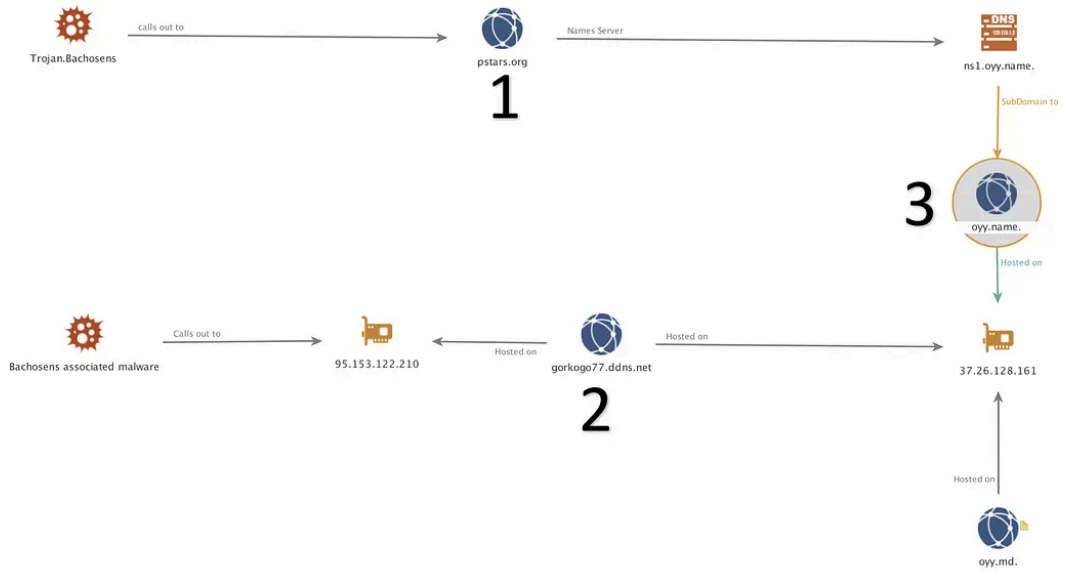 calls out to
Names Server
DNS
Trojan.Bachosens
pstars.org
ns1.oyy.name.
1
SubDomain to
3
oyy.name.
Hosted on
Calls out to
Hosted on
Hosted on
Bachosens associated malware
95.153.122.210
gorkogo77.ddns.net
37.26.128.161
2
Hosted on
oyy.md.